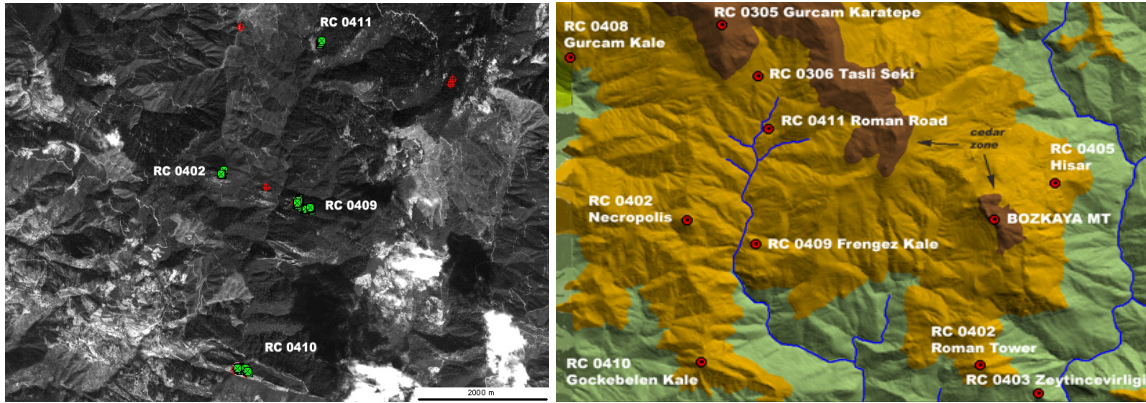 RC 0411
RC 0402
RC 0409
RC 0410
2000 m
RC 0305 Gurcam Karatepe
RC 0408
Gurcam Kale
RC 0306 Tasli Seki
RC 0411 Roman Road
cedar
zone
RC 0405
Hisar
RC 0402
Necropolis
BOZKAYA MT
RC 0409 Frengez Kale
RC 0402
Roman Tower
RC 0410
Gockebelen Kale
RC 0403 Zeytincevirligi